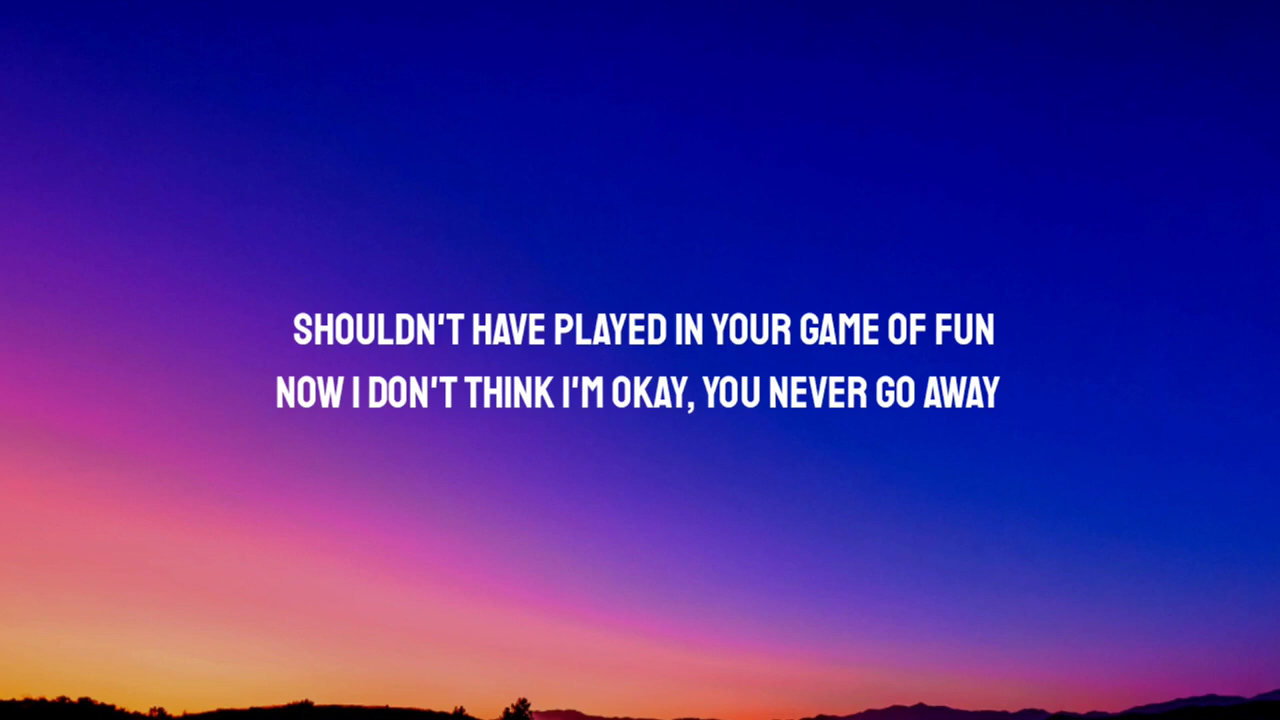 SHOULDN'T HAVE PLAYED IN YOUR GAME OF FUN
NOW I DON'T THINK I'M OKAY, YOU NEVER GO AWAY